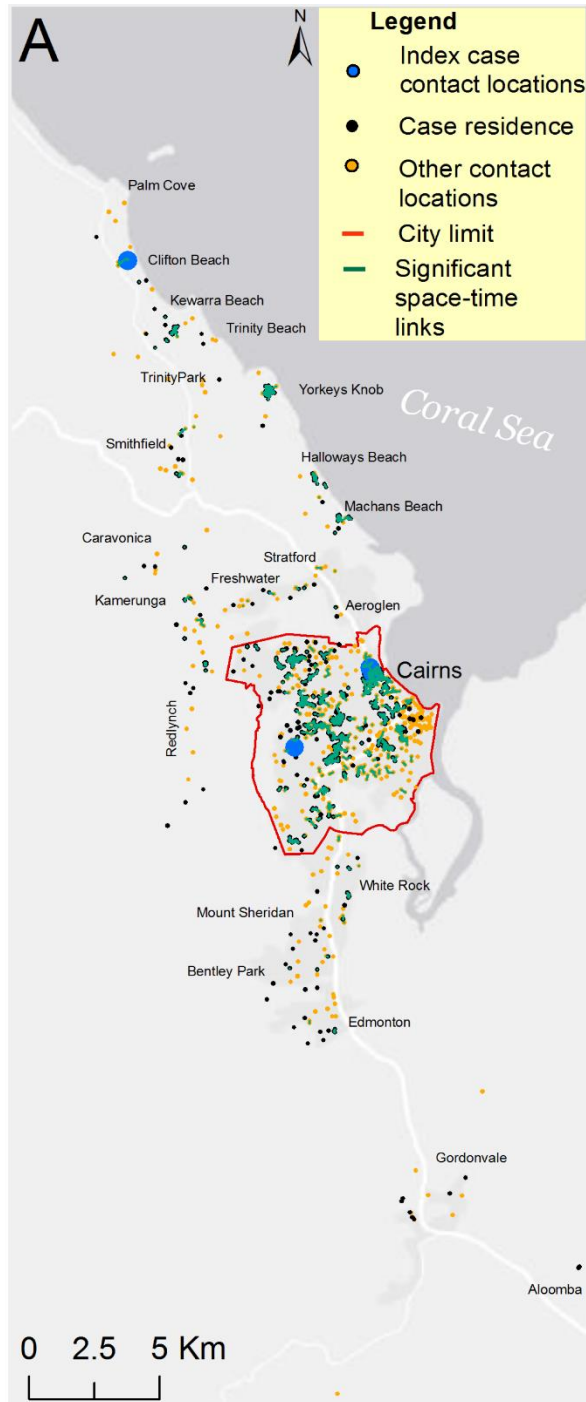 A
N
Legend
Index case
contact locations
Case residence
Other contact
locations
City limit
Significant
space-time
links
Palm Cove
Clifton Beach
Kewarra Beach
Trinity Beach
TrinityPark
Yorkeys Knob
Coral Sea
Smithfield
Halloways Beach
Machans Beach
Caravonica
Stratford
Freshwater
Kamerunga
Aeroglen
Cairns
Redlynch
White Rock
Mount Sheridan
Bentley Park
Edmonton
Gordonvale
Aloomba
0 2.5 5 Km